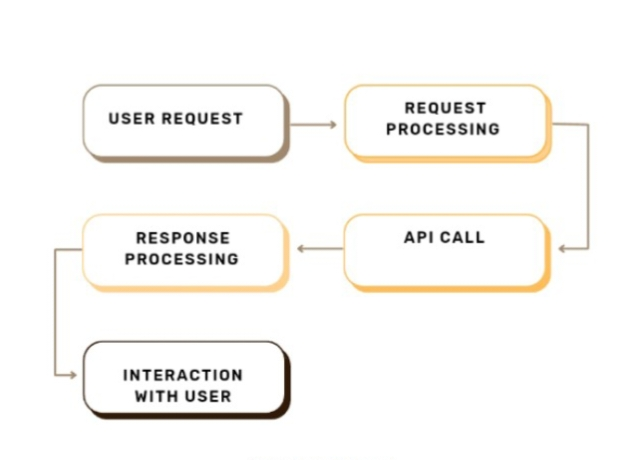 USER REQUEST
REQUEST
PROCESSING
API CALL
RESPONSE
PROCESSING
INTERACTION
WITH USER